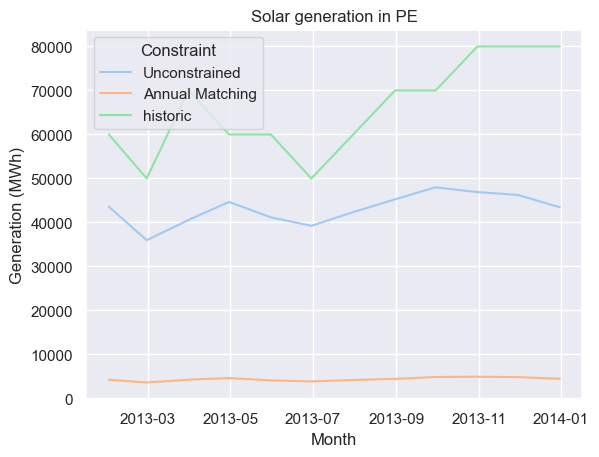 Solar generation in PE
Constraint
Unconstrained
Annual Matching
historic
Generation (MWh)
80000
70000
60000
50000
40000
30000
20000
10000
0
2013-03 2013-05 2013-07 2013-09 2013-11 2014-01
Month